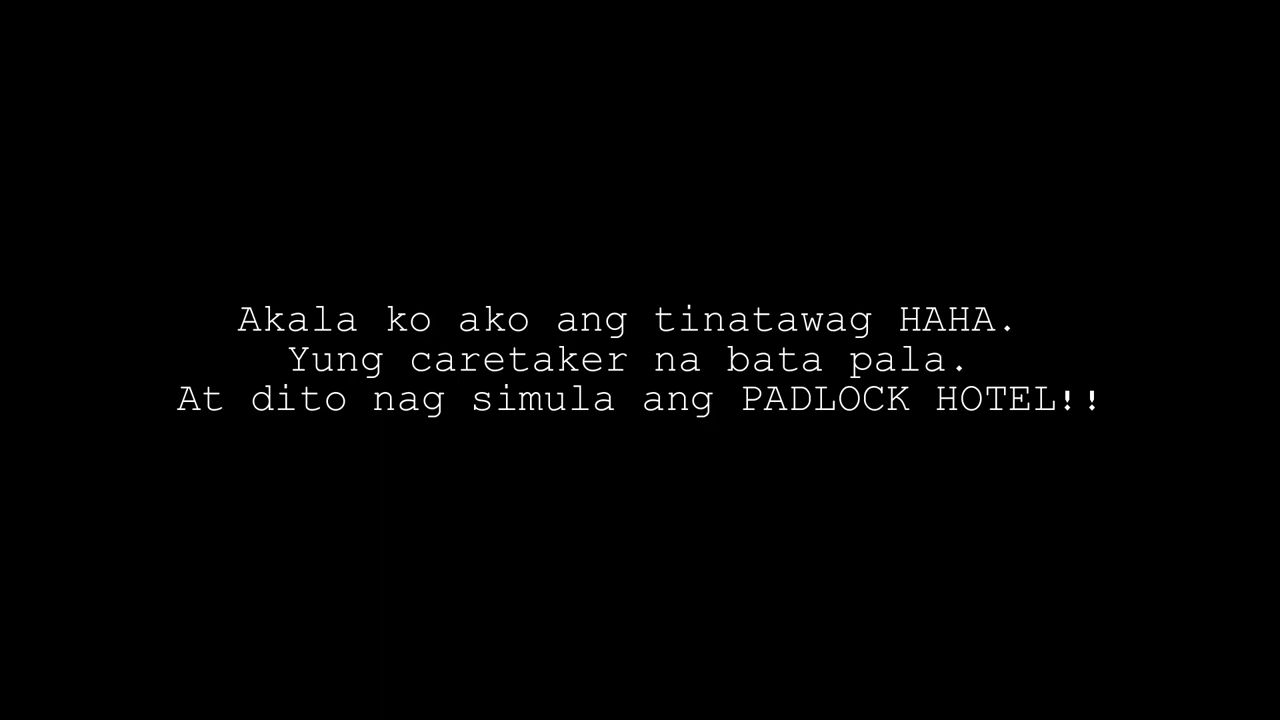 Akala ko ako ang tinatawag HAHA.
Yung caretaker na bata pala.
At dito nag simula ang PADLOCK HOTEL!!